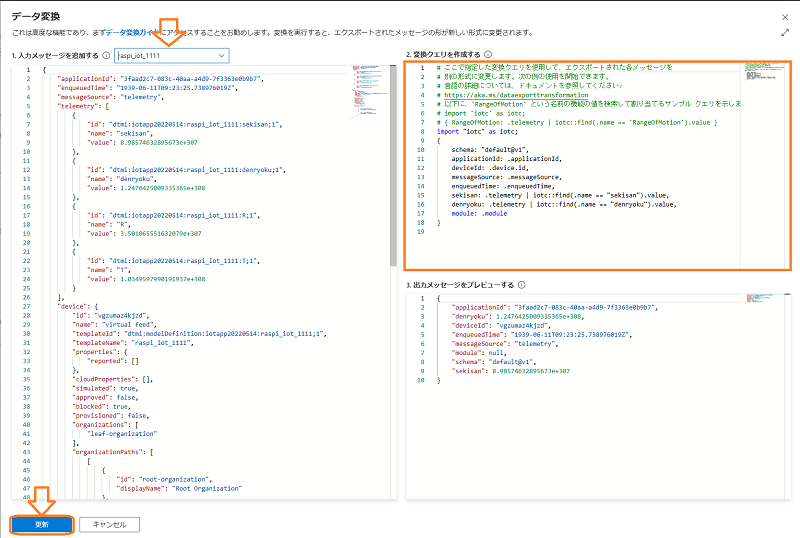 データ変換
これは高度な機能であり、まずデータ変換ガイドにアクセスすることをお勧めします。変換を実行すると、エクスポートされたメッセージの形が新しい形式に変更されます。
1. 入力メッセージを追加する
raspi_iot_1111
1 {
2 "applicationId": "3faad2c7-083c-40aa-a4d9-7f3363e0b9b7",
3 "enqueuedTime": "1939-06-11T09:23:25.738976019Z",
4 "messageSource": "telemetry",
5 "telemetry": [
6 {
7 "id": "dtmi:iotapp20220514:raspi_iot_1111:sekisan;1",
8 "name": "sekisan",
9 "value": 8.98574632895673e+307
10 },
11 {
12 "id": "dtmi:iotapp20220514:raspi_iot_1111:denryoku;1",
13 "name": "denryoku",
14 "value": 1.2476425009335365e+308
15 },
16 {
17 "id": "dtmi:iotapp20220514:raspi_iot_1111:R;1",
18 "name": "R",
19 "value": 3.501065551632079e+307
20 },
21 {
22 "id": "dtmi:iotapp20220514:raspi_iot_1111:T;1",
23 "name": "T",
24 "value": 1.0349597990191937e+308
25 }
26 ],
27 "device": {
28 "id": "vgzumaz4kjzd",
29 "name": "virtual feed",
30 "templateId": "dtmi:modelDefinition:iotapp20220514:raspi_iot_1111;1",
31 "templateName": "raspi_iot_1111",
32 "properties": {
33 "reported": []
34 },
35 "cloudProperties": [],
36 "simulated": true,
37 "approved": false,
38 "blocked": true,
39 "provisioned": false,
40 "organizations": [
41 "leaf-organization"
42 ],
43 "organizationPaths": [
44 [
45 {
46 "id": "root-organization",
47 "displayName": "Root Organization"
48 },
2. 変換クエリを作成する
1 # ここで指定した変換クエリを使用して、エクスポートされた各メッセージを
2 # 別の形式に変更します。次の例の使用を開始できます。
3 # 言語の詳細については、ドキュメントを参照してください:
4 # https://aka.ms/dataexporttransformation
5 # 以下に、'RangeOfMotion' という名前の機能の値を検索して割り当てるサンプル クエリを示しま
6 # import 'iotc' as iotc;
7 # { RangeOfMotion: .telemetry | iotc::find(.name == 'RangeOfMotion').value }
8 import "iotc" as iotc;
9 {
10 schema: "default@v1",
11 applicationId: .applicationId,
12 deviceId: .device.id,
13 messageSource: .messageSource,
14 enqueuedTime: .enqueuedTime,
15 sekisan: .telemetry | iotc::find(.name == "sekisan").value,
16 denryoku: .telemetry | iotc::find(.name == "denryoku").value,
17 module: .module
18 }
19
3. 出力メッセージをプレビューする
1 {
2 "applicationId": "3faad2c7-083c-40aa-a4d9-7f3363e0b9b7",
3 "denryoku": 1.2476425009335365e+308,
4 "deviceId": "vgzumaz4kjzd",
5 "enqueuedTime": "1939-06-11T09:23:25.738976019Z",
6 "messageSource": "telemetry",
7 "module": null,
8 "schema": "default@v1",
9 "sekisan": 8.98574632895673e+307
10 }
更新
キャンセル